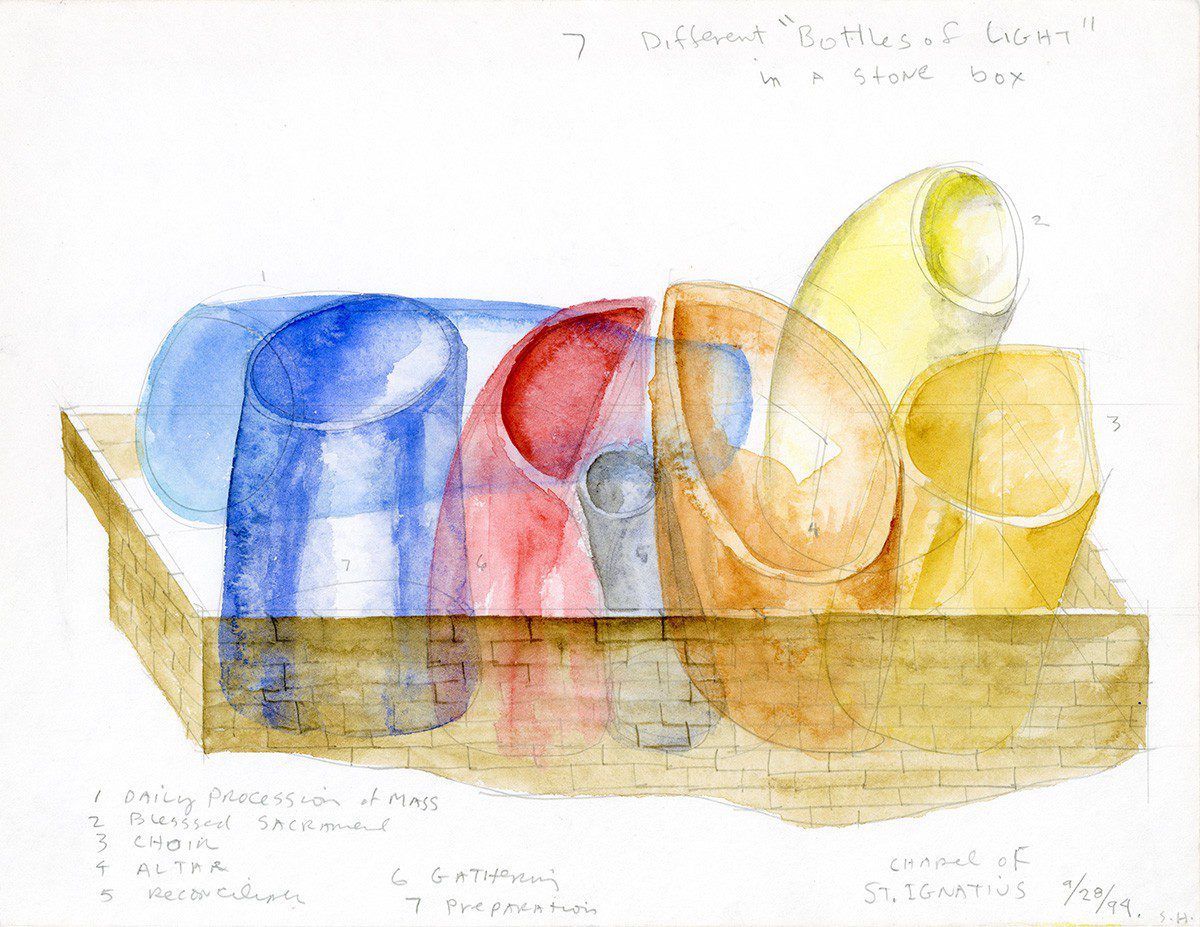 7 Different "Bottles of LIGHT"
in A STONE box
1
2
3
4
5
6
7
1 DAILY PROCESSION of MASS
2 Blesssed SACRAMENT
3 CHOIR
4 ALTAR
5 Reconciliation
6 GATHering
7 Preparation
CHAPEL OF
ST. IGNATIUS 9/28/94.
S.H.